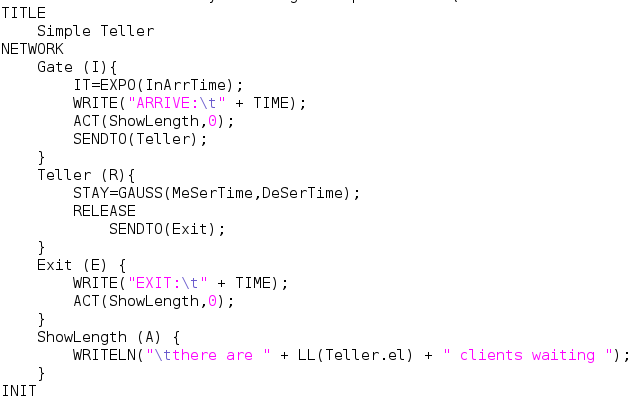 TITLE
    Simple Teller
NETWORK
    Gate (I){
        IT=EXPO(InArrTime);
        WRITE("ARRIVE:\t" + TIME);
        ACT(ShowLength,0);
        SENDTO(Teller);
    }
    Teller (R){
        STAY=GAUSS(MeSerTime,DeSerTime);
        RELEASE
            SENDTO(Exit);
    }
    Exit (E) {
        WRITE("EXIT:\t" + TIME);
        ACT(ShowLength,0);
    }
    ShowLength (A) {
        WRITELN("\tthere are " + LL(Teller.el) + " clients waiting ");
    }
INIT